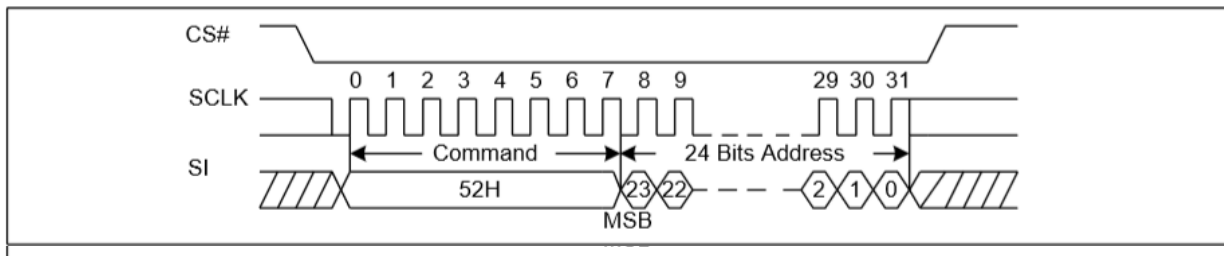 CS#
0 1 2 3 4 5 6 7 8 9 29 30 31
SCLK
Command 24 Bits Address
SI
52H 23 22 2 1 0
MSB